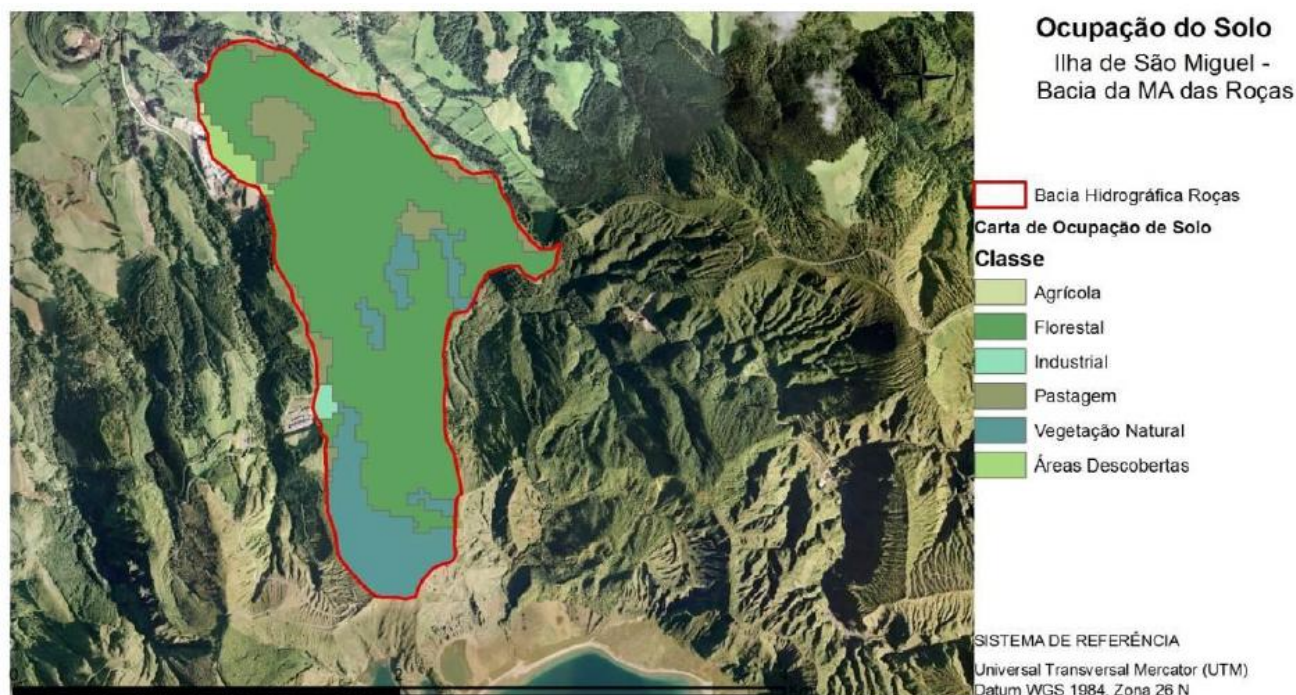 Ocupação do Solo
Ilha de São Miguel -
Bacia da MA das Roças
Bacia Hidrográfica Roças
Carta de Ocupação de Solo
Classe
Agrícola
Florestal
Industrial
Pastagem
Vegetação Natural
Áreas Descobertas
SISTEMA DE REFERÊNCIA
Universal Transversal Mercator (UTM)
Datum WGS 1984, Zona 26 N
0 2